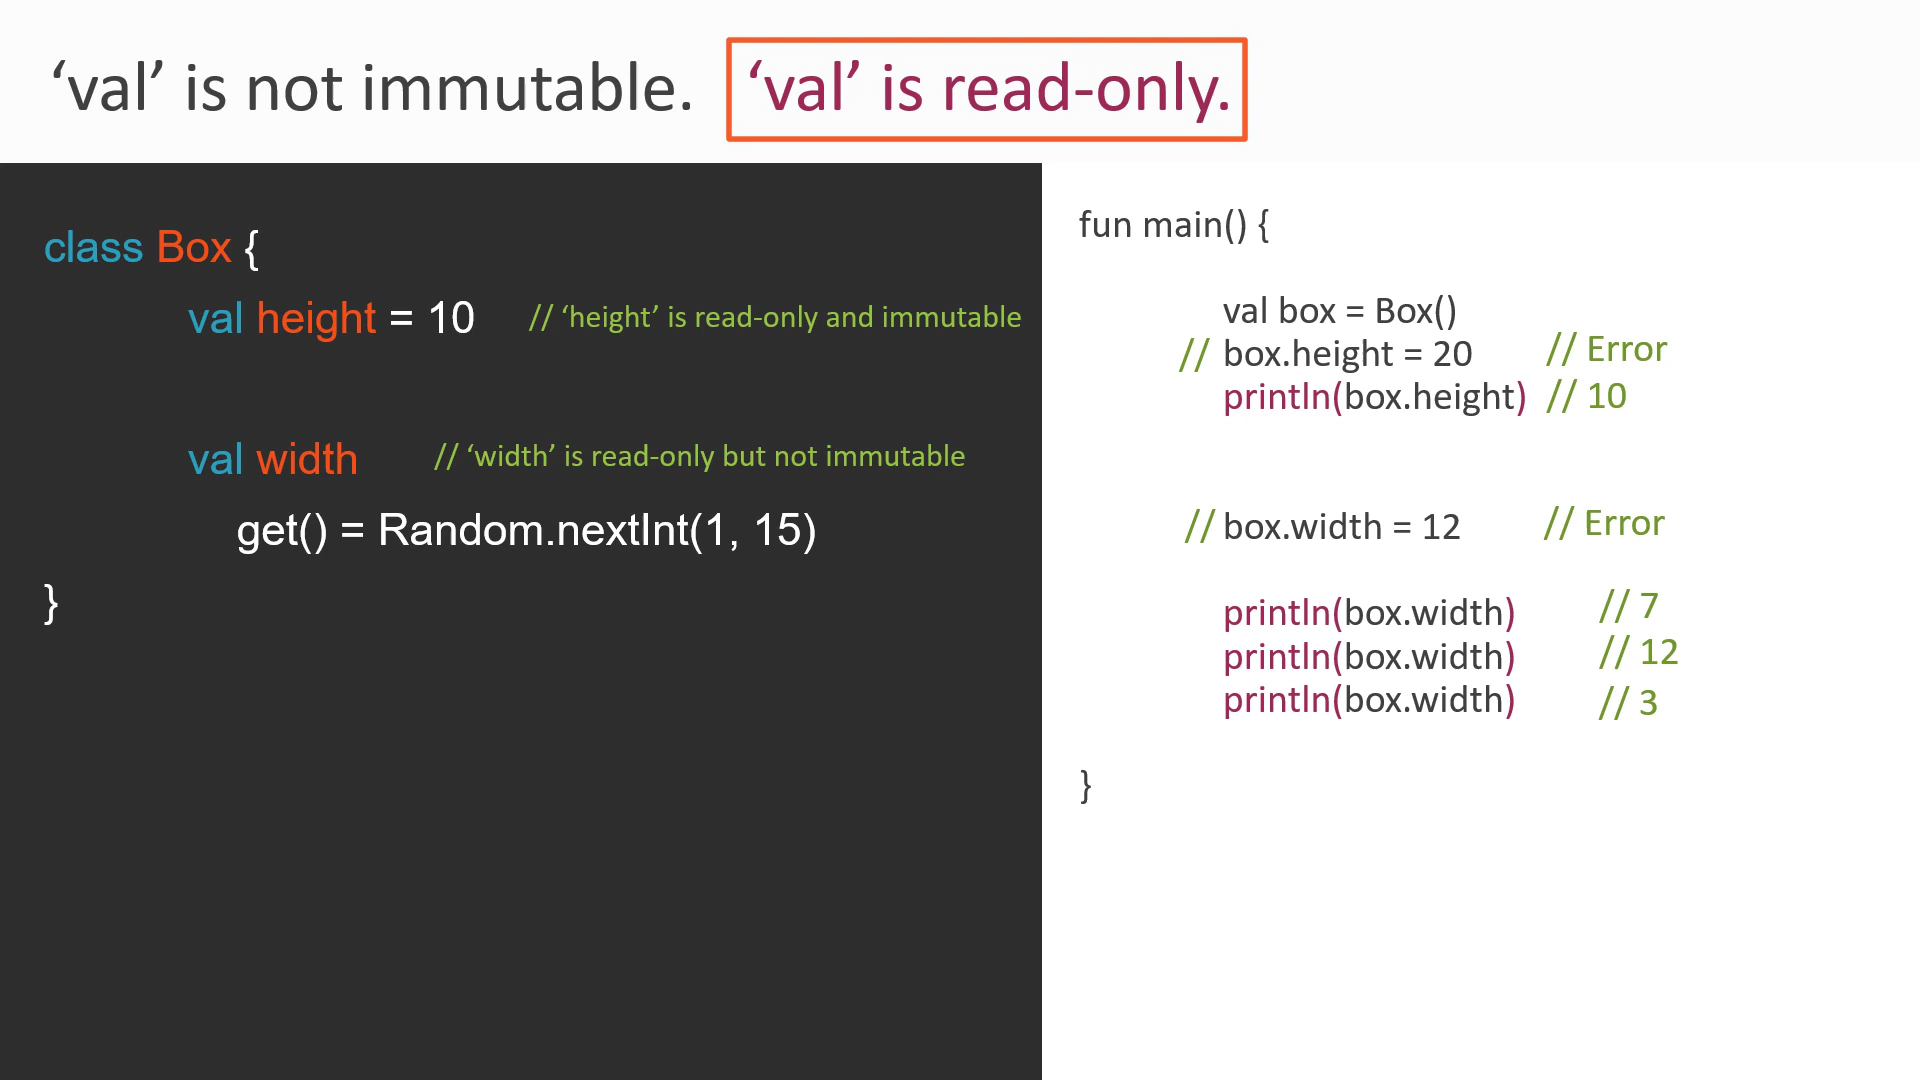 ‘val’ is not immutable. ‘val’ is read-only.
class Box {
val height = 10 // ‘height’ is read-only and immutable
val width // ‘width’ is read-only but not immutable
get() = Random.nextInt(1, 15)
}
fun main() {
val box = Box()
// box.height = 20 // Error
println(box.height) // 10
// box.width = 12 // Error
println(box.width) // 7
println(box.width) // 12
println(box.width) // 3
}